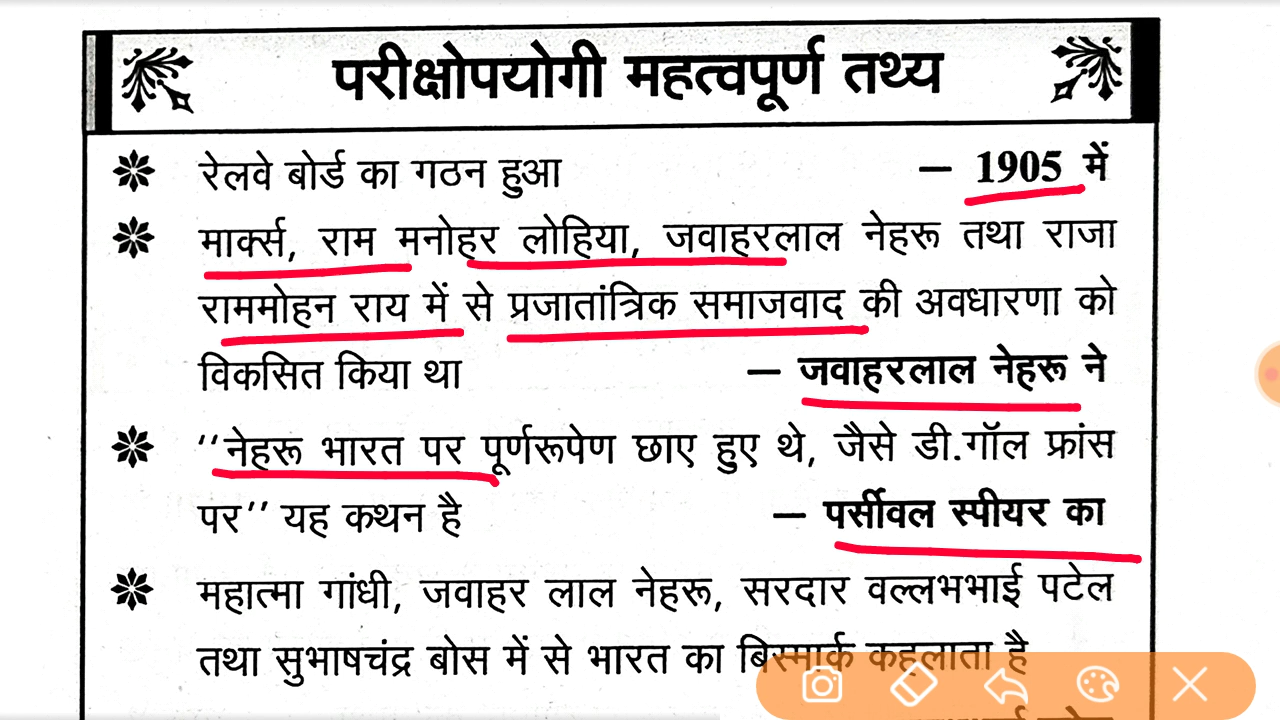 परीक्षोपयोगी महत्वपूर्ण तथ्य
रेलवे बोर्ड का गठन हुआ – 1905 में
मार्क्स, राम मनोहर लोहिया, जवाहरलाल नेहरू तथा राजा
राममोहन राय में से प्रजातांत्रिक समाजवाद की अवधारणा को
विकसित किया था – जवाहरलाल नेहरू ने
‘‘नेहरू भारत पर पूर्णरूपेण छाए हुए थे, जैसे डी.गॉल फ्रांस
पर’’ यह कथन है – पर्सीवल स्पीयर का
महात्मा गांधी, जवाहर लाल नेहरू, सरदार वल्लभभाई पटेल
तथा सुभाषचंद्र बोस में से भारत का बिस्मार्क कहलाता है